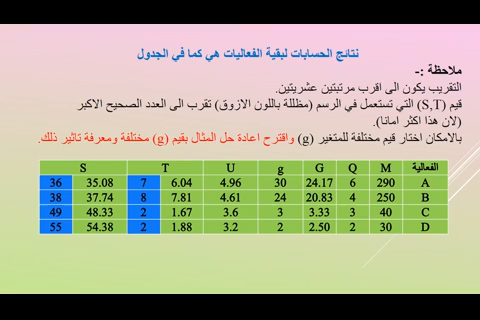 نتائج الحسابات لبقية الفعاليات هي كما في الجدول
ملاحظة :-
التقريب يكون الى اقرب مرتبتين عشريتين.
قيم (S,T) التي تستعمل في الرسم (مظللة باللون الازوق) تقرب الى العدد الصحيح الاكبر
(لان هذا اكثر امانا).
بالامكان اختار قيم مختلفة للمتغير (g) واقترح اعادة حل المثال بقيم (g) مختلفة ومعرفة تاثير ذلك.
الفعالية M Q G g U T S
A 290 6 24.17 30 4.96 6.04 7 35.08 36
B 250 4 20.83 24 4.61 7.81 8 37.74 38
C 40 3 3.33 3 3.6 1.67 2 48.33 49
D 30 2 2.50 2 3.2 1.88 2 54.38 55